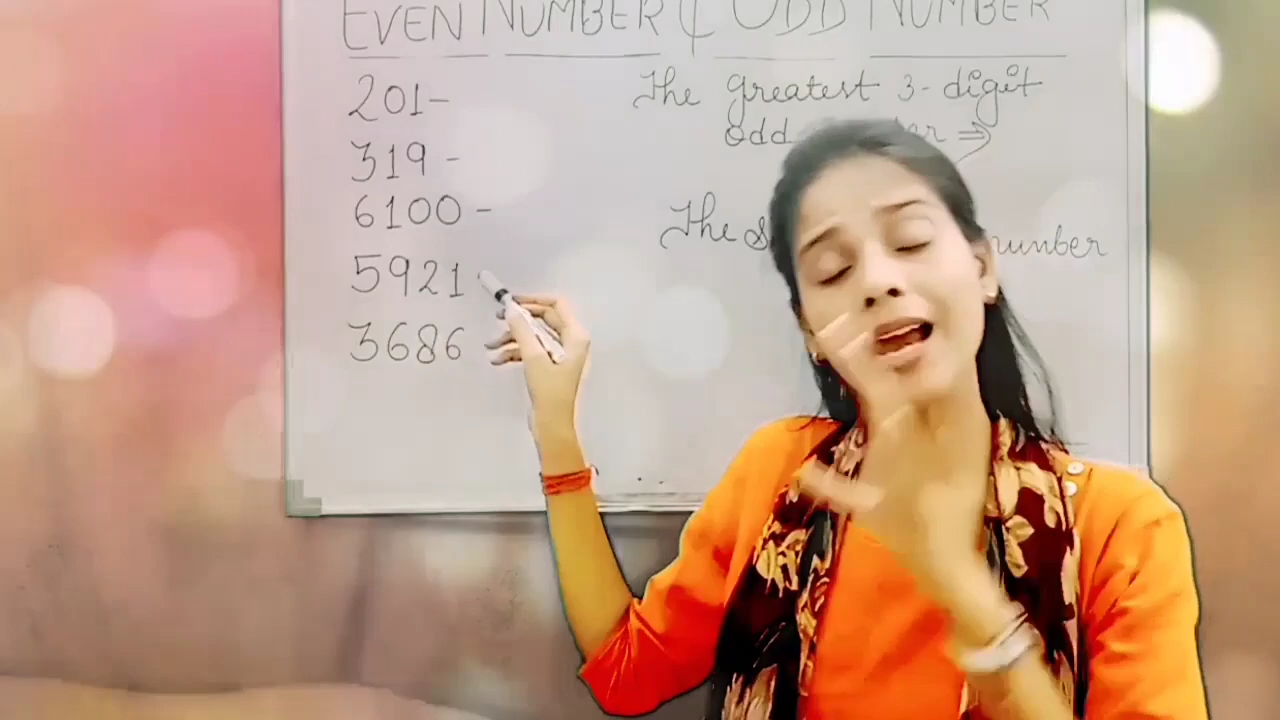 EVEN NUMBER & ODD NUMBER
201-
319 -
6100 -
5921
3686
The greatest 3-digit
odd ⇒
The number